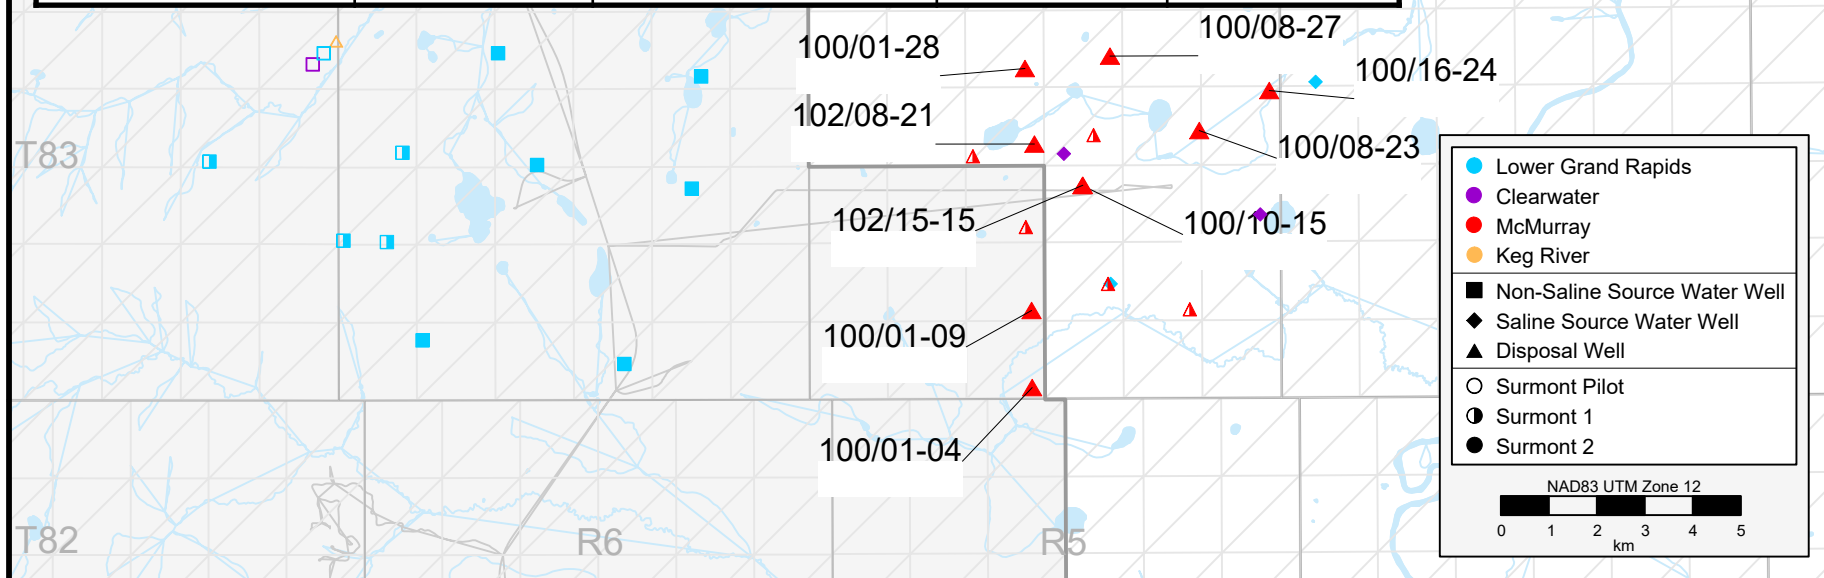 100/08-27
100/01-28
100/16-24
102/08-21
100/08-23
T83
102/15-15
100/10-15
100/01-09
100/01-04
T82
R6
R5
Lower Grand Rapids
Clearwater
McMurray
Keg River
Non-Saline Source Water Well
Saline Source Water Well
Disposal Well
Surmont Pilot
Surmont 1
Surmont 2
NAD83 UTM Zone 12
0 1 2 3 4 5
km